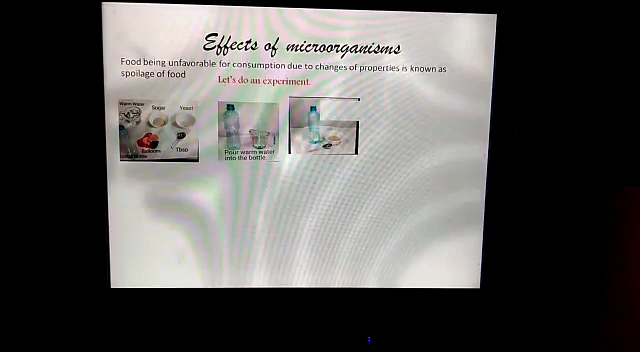 Effects of microorganisms
Food being unfavorable for consumption due to changes of properties is known as
spoilage of food
Let's do an experiment.
Warm Water
Sugar
Yeast
Balloons
Tbsp
Pour warm water
into the bottle.